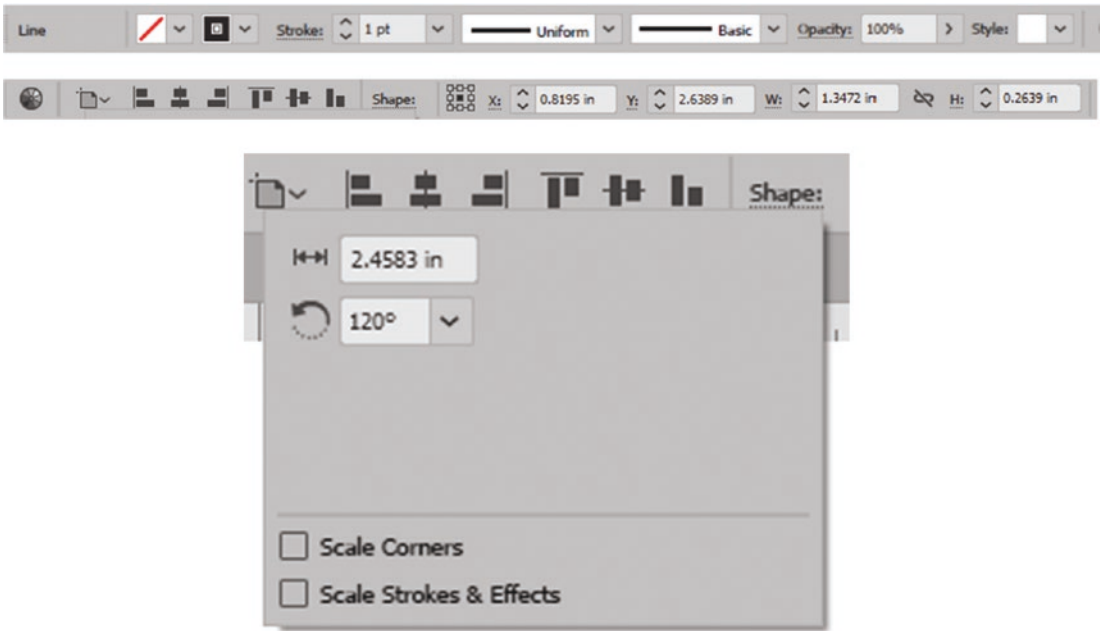 Line Stroke: 1 pt Uniform Basic Opacity: 100% Style:
Shape: X: 0.8195 in Y: 2.6389 in W: 1.3472 in H: 0.2639 in
Shape:
2.4583 in
120°
Scale Corners
Scale Strokes & Effects